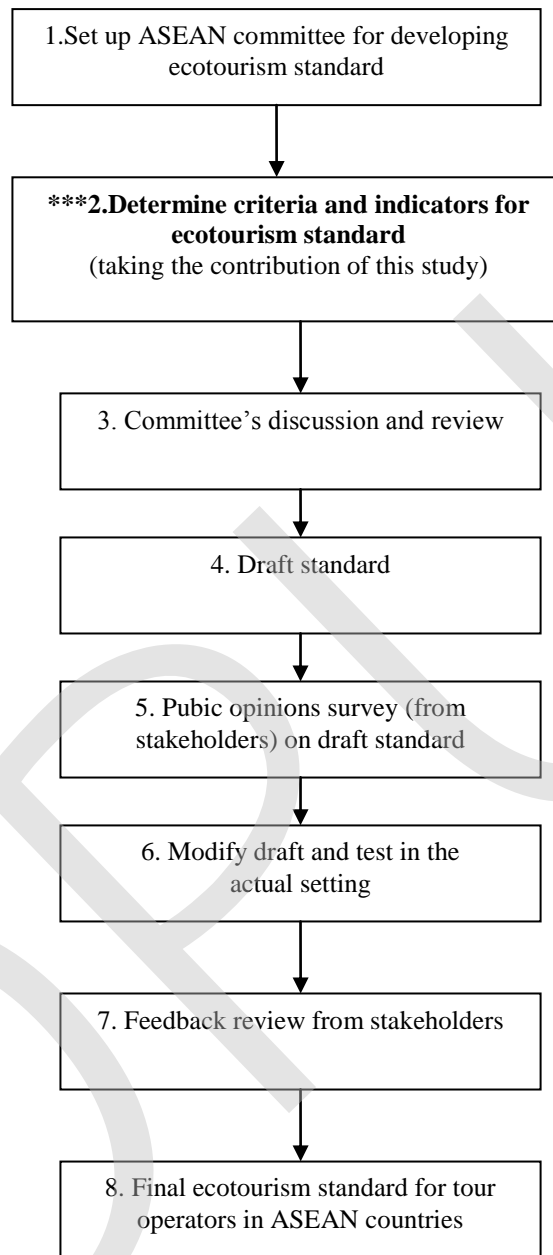 1.Set up ASEAN committee for developing
ecotourism standard
***2.Determine criteria and indicators for
ecotourism standard
(taking the contribution of this study)
3. Committee’s discussion and review
4. Draft standard
5. Pubic opinions survey (from
stakeholders) on draft standard
6. Modify draft and test in the
actual setting
7. Feedback review from stakeholders
8. Final ecotourism standard for tour
operators in ASEAN countries